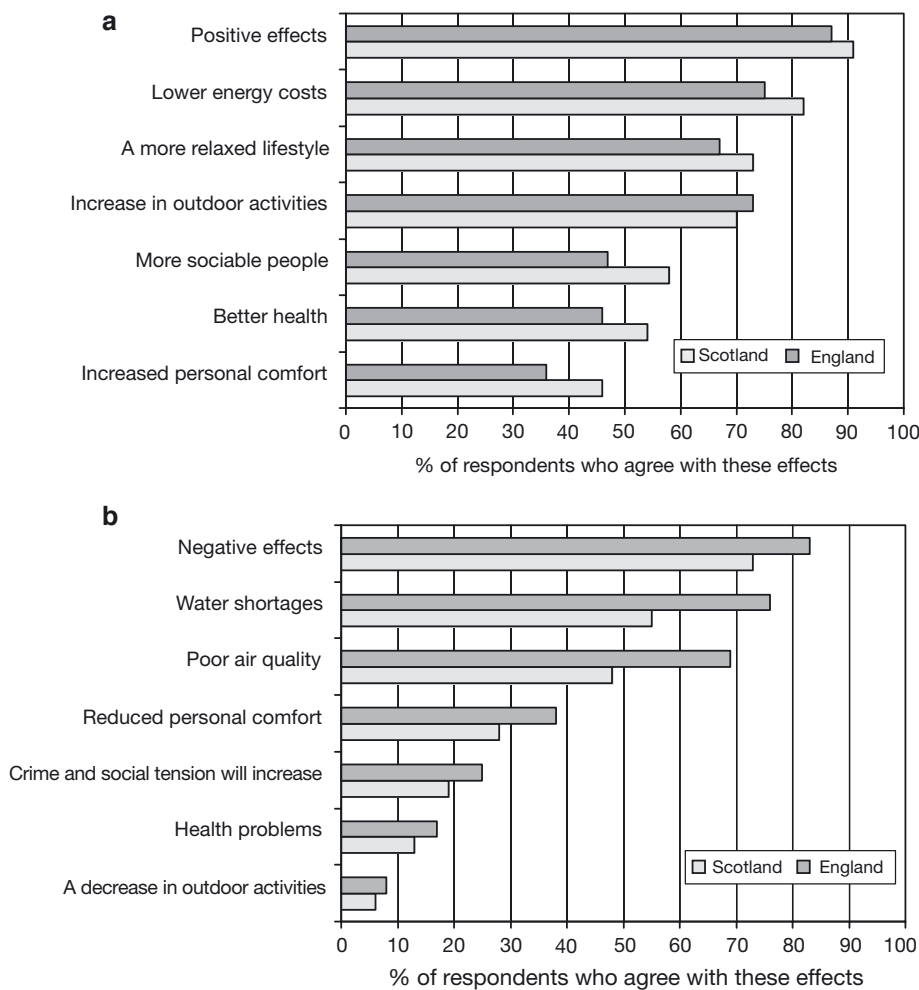 a
Positive effects
Lower energy costs
A more relaxed lifestyle
Increase in outdoor activities
More sociable people
Better health
Increased personal comfort
Scotland England
0 10 20 30 40 50 60 70 80 90 100
% of respondents who agree with these effects
b
Negative effects
Water shortages
Poor air quality
Reduced personal comfort
Crime and social tension will increase
Health problems
A decrease in outdoor activities
Scotland England
0 10 20 30 40 50 60 70 80 90 100
% of respondents who agree with these effects